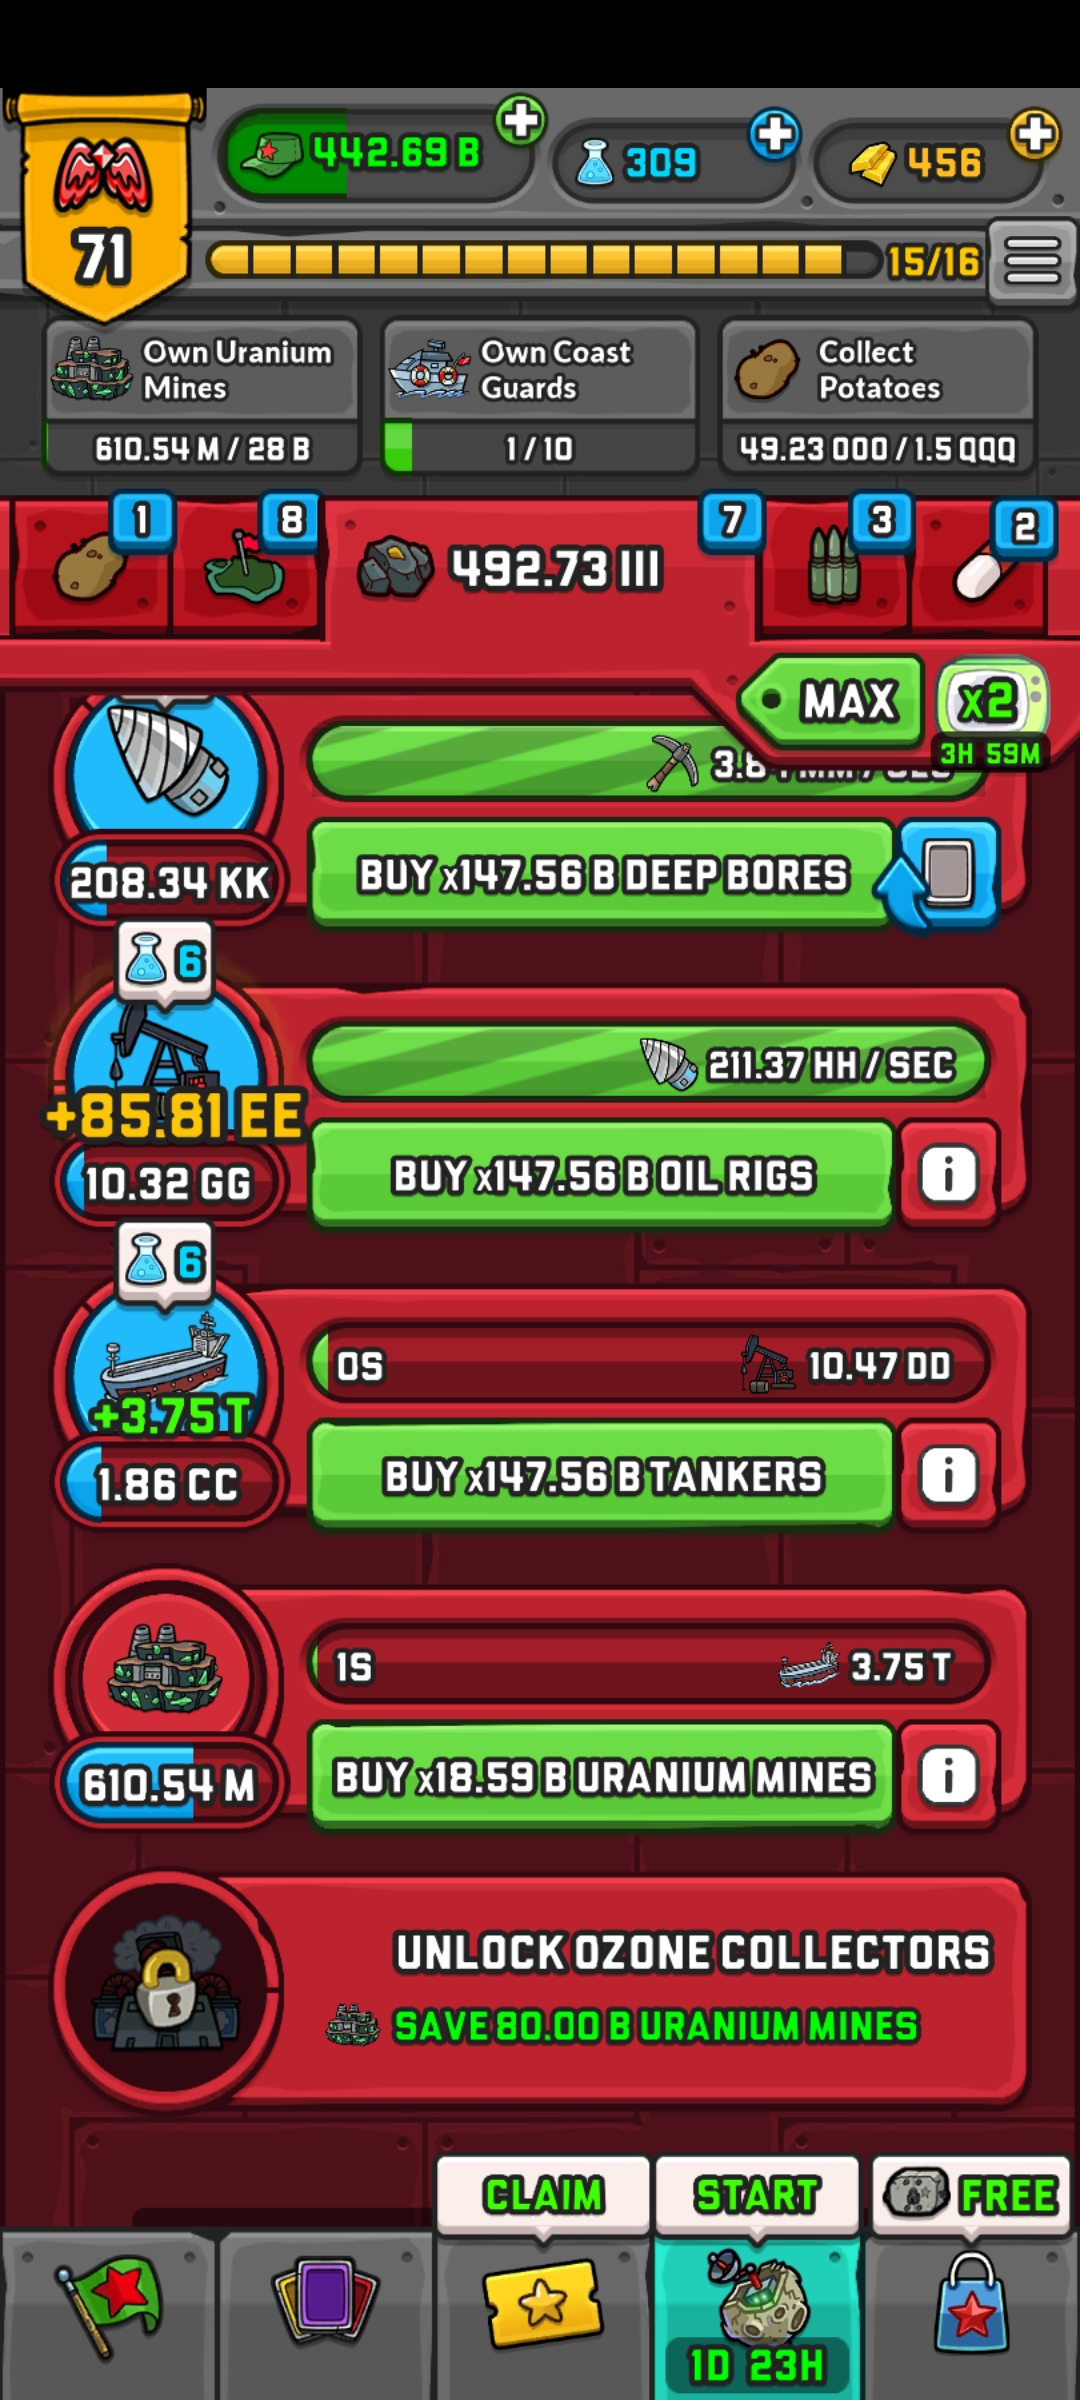 442.69 B
309
456
71
15/16
Own Uranium Mines
Own Coast Guards
Collect Potatoes
610.54 M / 28 B
1 / 10
49.23 OOO / 1.5 QQQ
1
8
492.73 III
7
3
2
MAX
x2
3H 59M
208.34 KK
BUY x147.56 B DEEP BORES
6
211.37 HH / SEC
+85.81 EE
10.32 GG
BUY x147.56 B OIL RIGS
i
6
0S
10.47 DD
+3.75 T
1.86 CC
BUY x147.56 B TANKERS
i
1S
3.75 T
610.54 M
BUY x18.59 B URANIUM MINES
i
UNLOCK OZONE COLLECTORS
SAVE 80.00 B URANIUM MINES
CLAIM
START
FREE
1D 23H